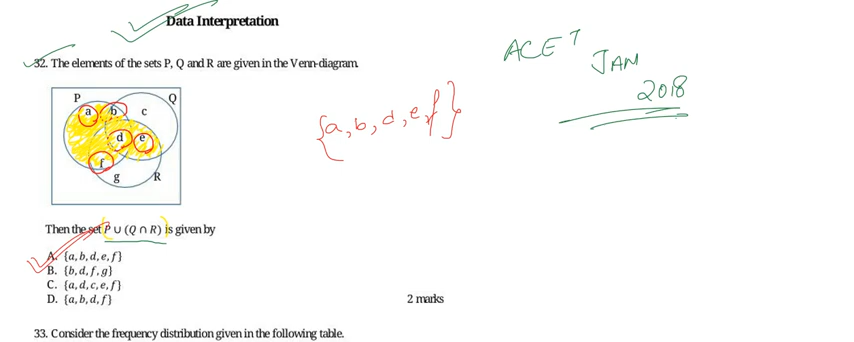 Data Interpretation
ACET
JAN
2018
32. The elements of the sets P, Q and R are given in the Venn-diagram.
P
Q
a
b
c
d
e
f
g
R
{a, b, d, e, f}
Then the set P ∪ (Q ∩ R) is given by
A. {a, b, d, e, f}
B. {b, d, f, g}
C. {a, d, c, e, f}
D. {a, b, d, f}
2 marks
33. Consider the frequency distribution given in the following table.